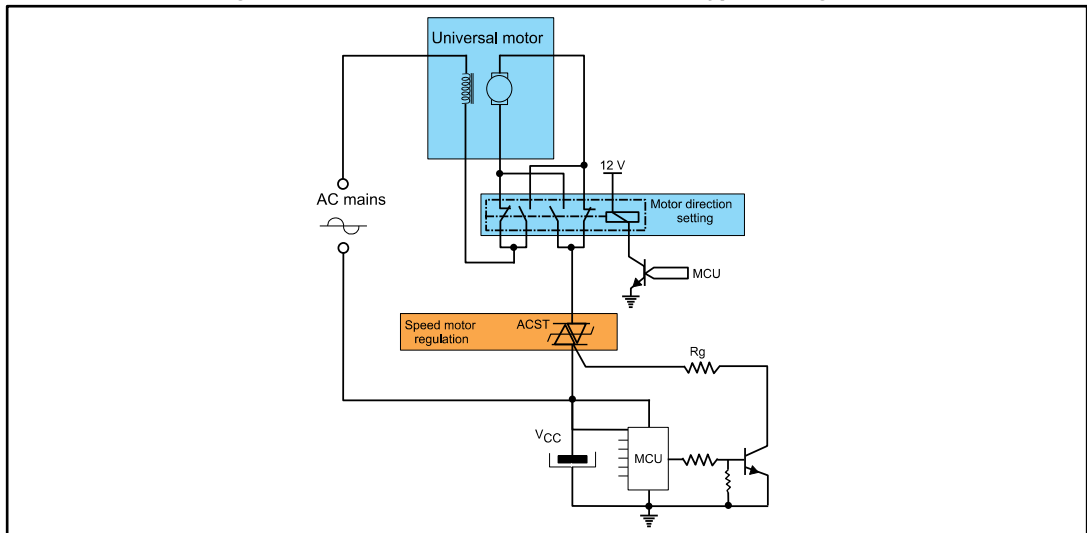 Universal motor
12 V
AC mains
Motor direction
setting
MCU
Speed motor
regulation
ACST
Rg
VCC
MCU